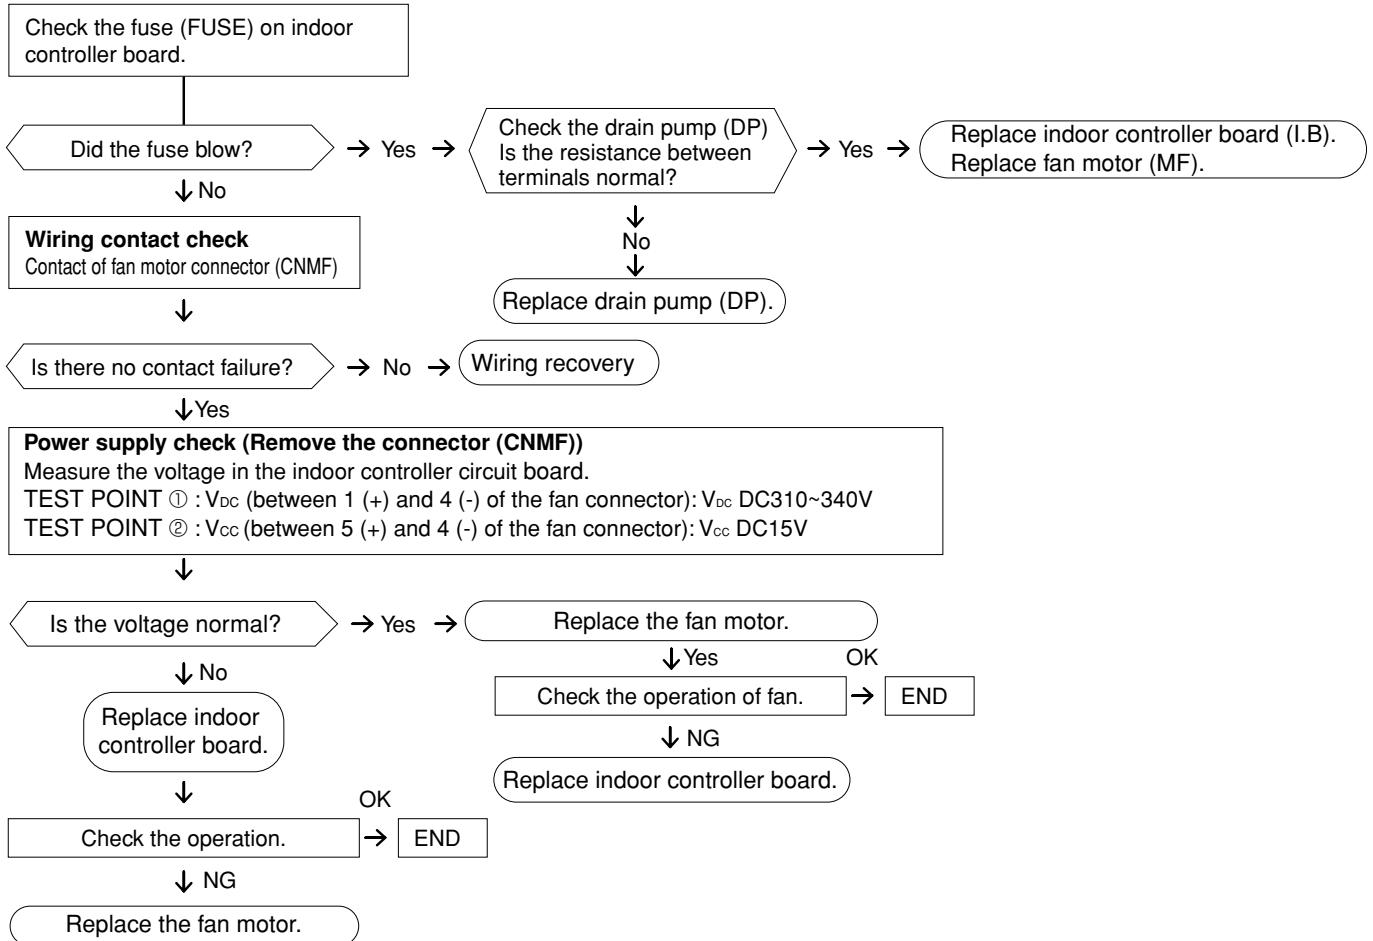 Check the fuse (FUSE) on indoor
controller board.
Did the fuse blow?
Yes
Check the drain pump (DP)
Is the resistance between
terminals normal?
Yes
Replace indoor controller board (I.B).
Replace fan motor (MF).
No
No
Replace drain pump (DP).
Wiring contact check
Contact of fan motor connector (CNMF)
Is there no contact failure?
No
Wiring recovery
Yes
Power supply check (Remove the connector (CNMF))
Measure the voltage in the indoor controller circuit board.
TEST POINT ① : VDC (between 1 (+) and 4 (-) of the fan connector): VDC DC310~340V
TEST POINT ② : VCC (between 5 (+) and 4 (-) of the fan connector): VCC DC15V
Is the voltage normal?
Yes
Replace the fan motor.
Yes
OK
Check the operation of fan.
END
NG
Replace indoor controller board.
No
Replace indoor
controller board.
OK
Check the operation.
END
NG
Replace the fan motor.